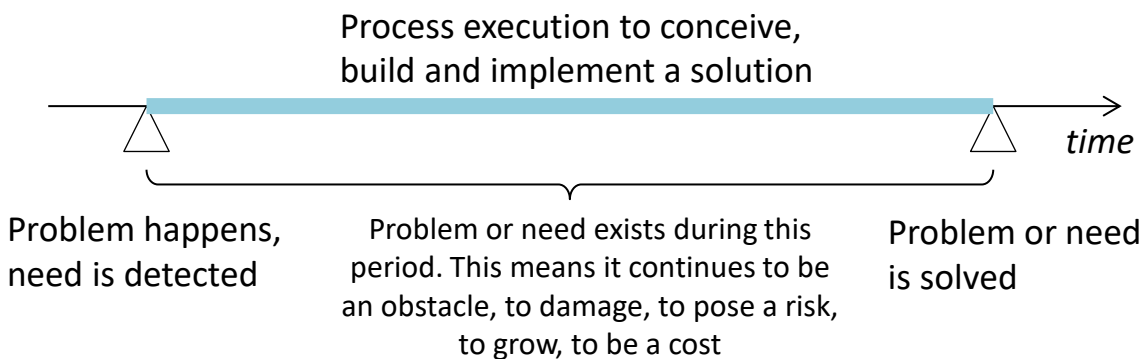 Process execution to conceive,
build and implement a solution
time
Problem happens,
need is detected
Problem or need exists during this
period. This means it continues to be
an obstacle, to damage, to pose a risk,
to grow, to be a cost
Problem or need
is solved